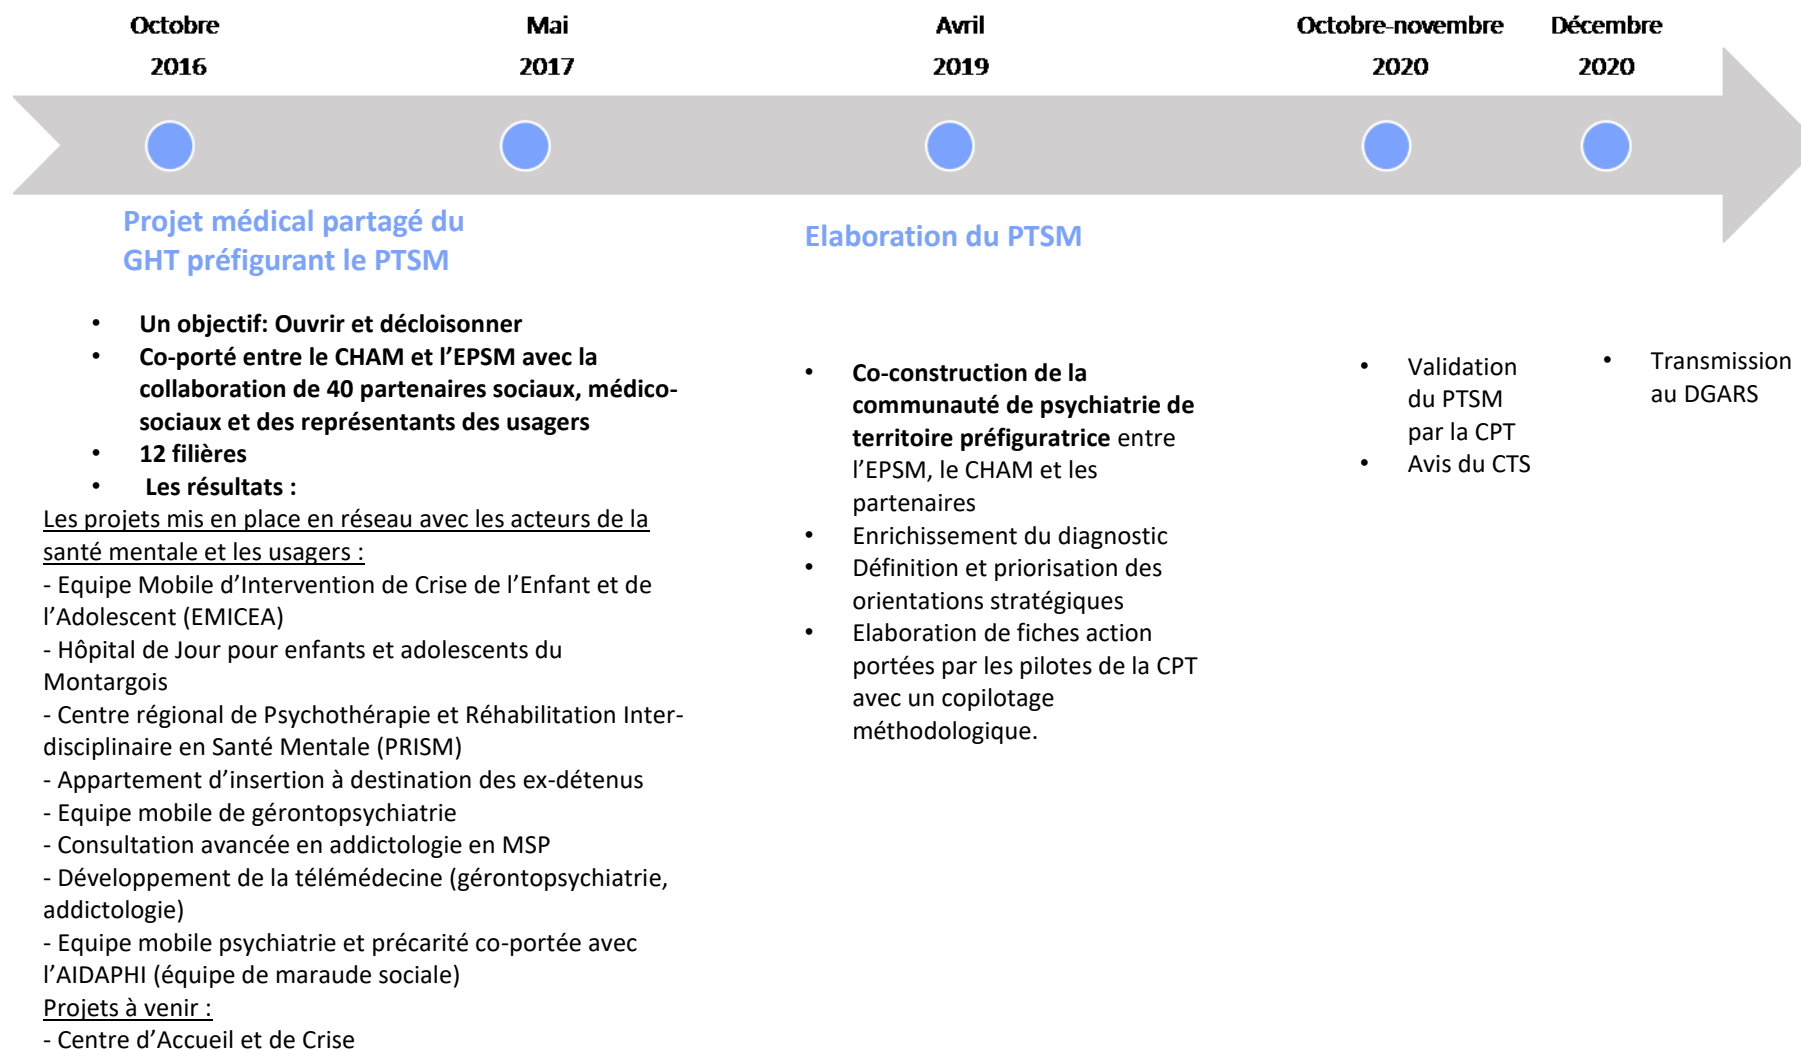 Octobre
2016
Mai
2017
Avril
2019
Octobre-novembre
2020
Décembre
2020
Projet médical partagé du
GHT préfigurant le PTSM
• Un objectif: Ouvrir et décloisonner
• Co-porté entre le CHAM et l’EPSM avec la
collaboration de 40 partenaires sociaux, médico-
sociaux et des représentants des usagers
• 12 filières
• Les résultats :
Les projets mis en place en réseau avec les acteurs de la
santé mentale et les usagers :
- Equipe Mobile d’Intervention de Crise de l’Enfant et de
l’Adolescent (EMICEA)
- Hôpital de Jour pour enfants et adolescents du
Montargois
- Centre régional de Psychothérapie et Réhabilitation Inter-
disciplinaire en Santé Mentale (PRISM)
- Appartement d’insertion à destination des ex-détenus
- Equipe mobile de gérontopsychiatrie
- Consultation avancée en addictologie en MSP
- Développement de la télémédecine (gérontopsychiatrie,
addictologie)
- Equipe mobile psychiatrie et précarité co-portée avec
l’AIDAPHI (équipe de maraude sociale)
Projets à venir :
- Centre d’Accueil et de Crise
Elaboration du PTSM
• Co-construction de la
communauté de psychiatrie de
territoire préfiguratrice entre
l’EPSM, le CHAM et les
partenaires
• Enrichissement du diagnostic
• Définition et priorisation des
orientations stratégiques
• Elaboration de fiches action
portées par les pilotes de la CPT
avec un copilotage
méthodologique.
• Validation
du PTSM
par la CPT
• Avis du CTS
• Transmission
au DGARS